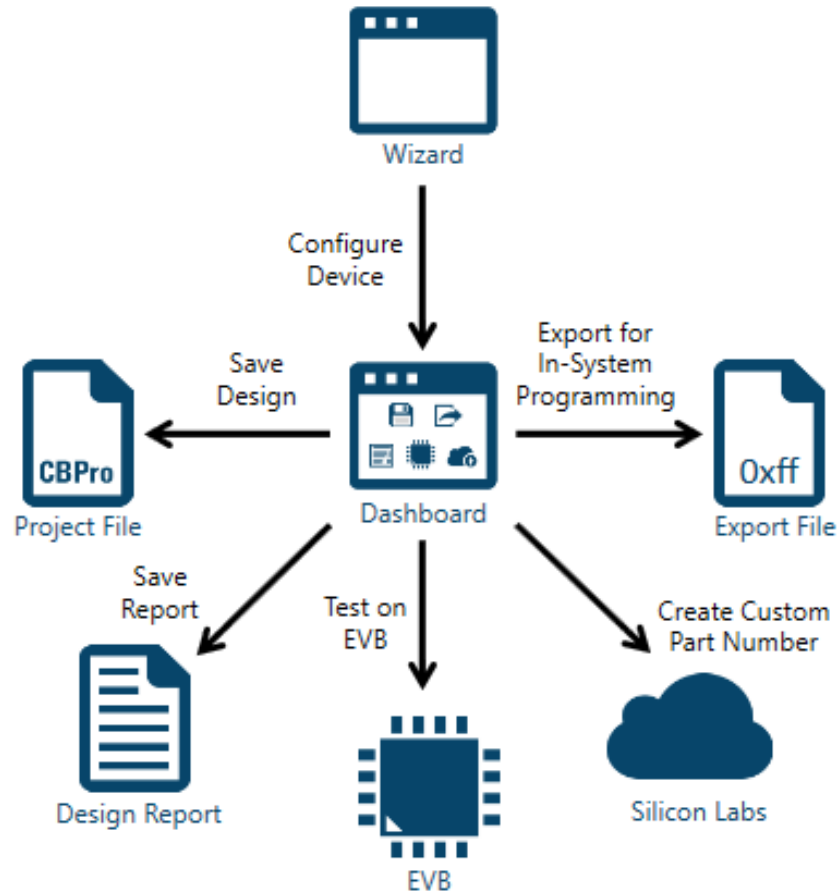 Wizard
Configure
Device
Save
Design
Export for
In-System
Programming
CBPro
Project File
Dashboard
0xff
Export File
Save
Report
Test on
EVB
Create Custom
Part Number
Design Report
EVB
Silicon Labs